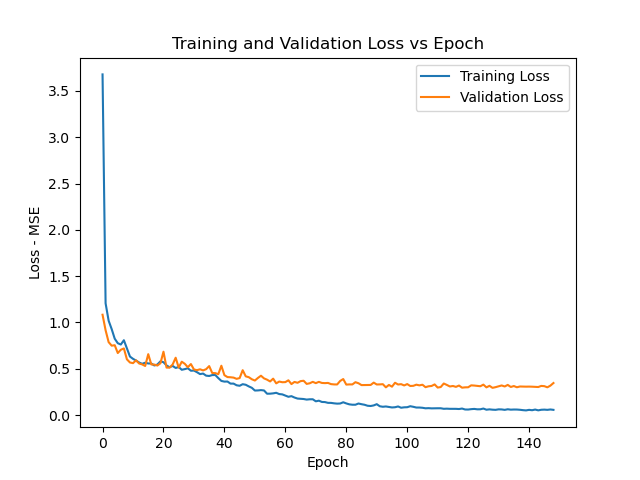 Training and Validation Loss vs Epoch
Training Loss
Validation Loss
3.5
3.0
2.5
2.0
1.5
1.0
0.5
0.0
Loss - MSE
0 20 40 60 80 100 120 140
Epoch